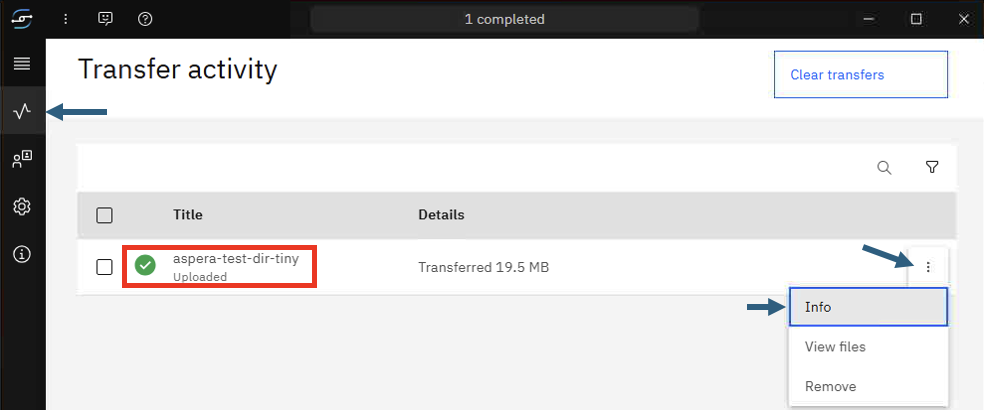 1 completed
Transfer activity
Clear transfers
Title Details
aspera-test-dir-tiny
Uploaded
Transferred 19.5 MB
Info
View files
Remove